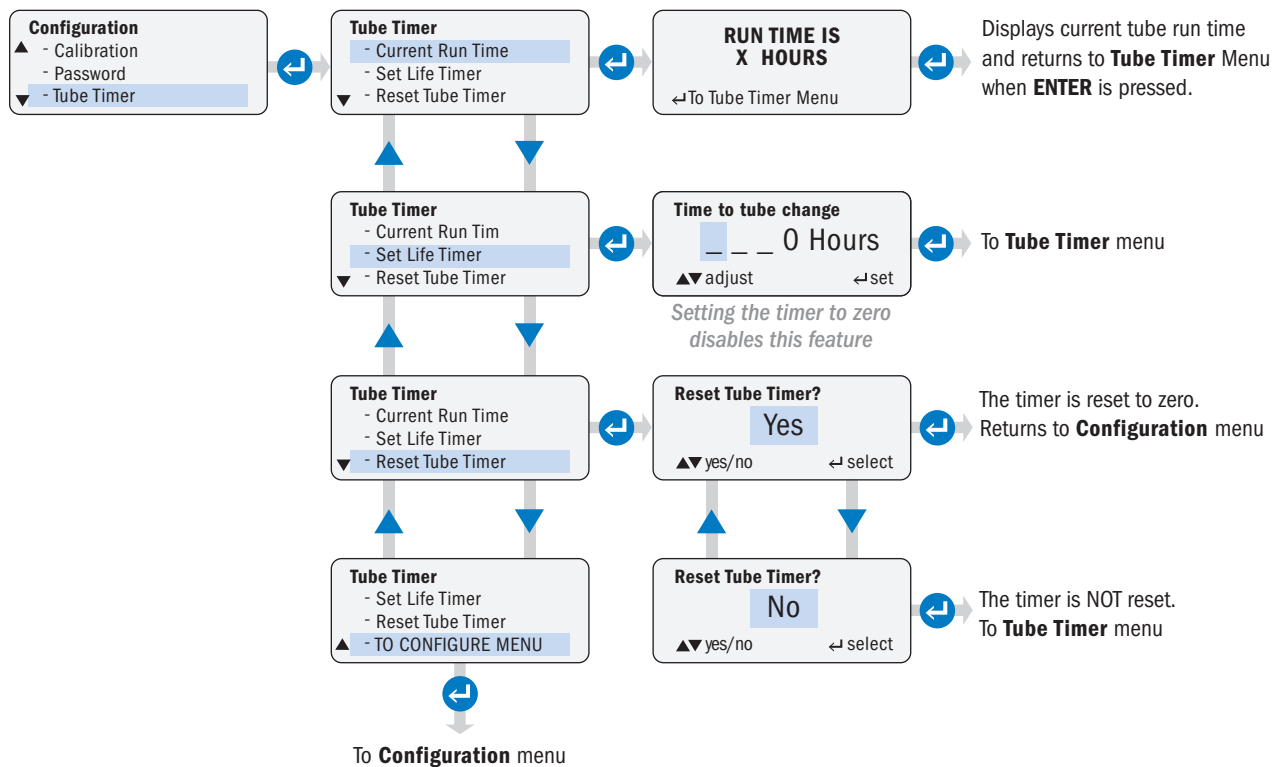 Configuration
- Calibration
- Password
- Tube Timer
Tube Timer
- Current Run Time
- Set Life Timer
- Reset Tube Timer
RUN TIME IS
X HOURS
To Tube Timer Menu
Displays current tube run time
and returns to Tube Timer Menu
when ENTER is pressed.
Tube Timer
- Current Run Tim
- Set Life Timer
- Reset Tube Timer
Time to tube change
_ _ _ 0 Hours
adjust
set
To Tube Timer menu
Setting the timer to zero
disables this feature
Tube Timer
- Current Run Time
- Set Life Timer
- Reset Tube Timer
Reset Tube Timer?
Yes
yes/no
select
The timer is reset to zero.
Returns to Configuration menu
Tube Timer
- Set Life Timer
- Reset Tube Timer
- TO CONFIGURE MENU
Reset Tube Timer?
No
yes/no
select
The timer is NOT reset.
To Tube Timer menu
To Configuration menu